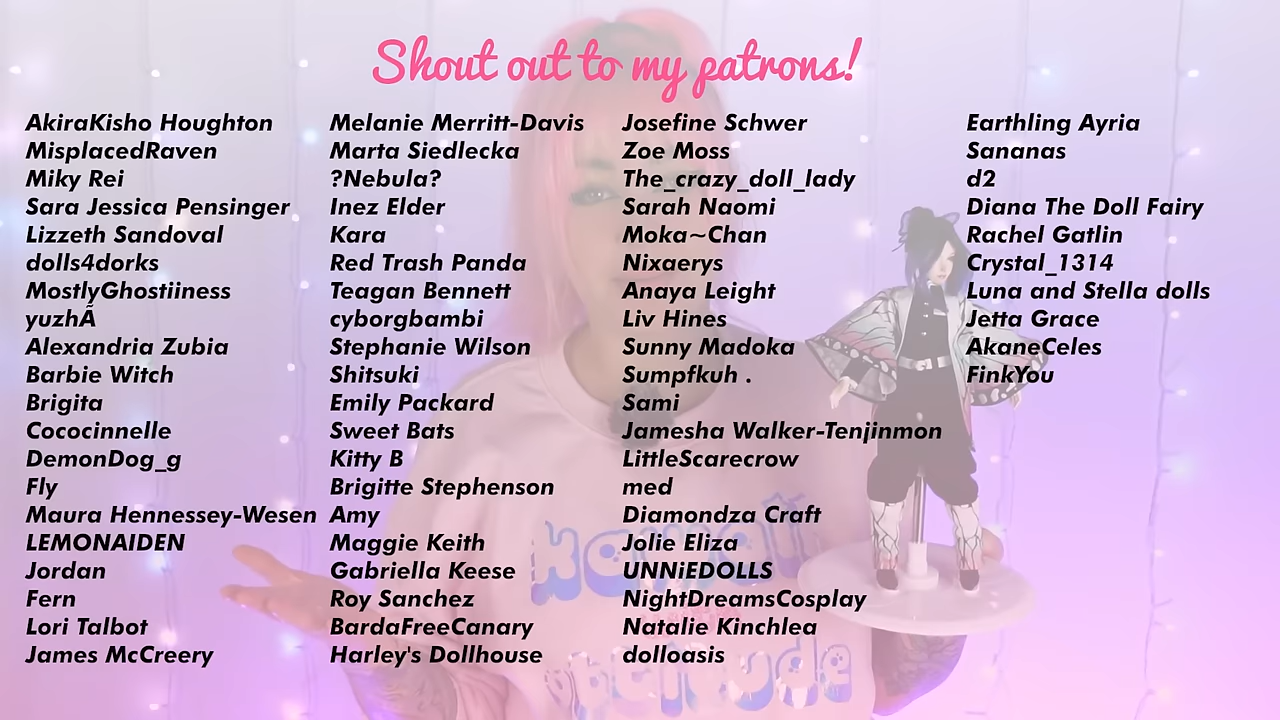 Shout out to my patrons!
AkiraKisho Houghton
MisplacedRaven
Miky Rei
Sara Jessica Pensinger
Lizzeth Sandoval
dolls4dorks
MostlyGhostiiness
yuzhÃ
Alexandria Zubia
Barbie Witch
Brigita
Cococinnelle
DemonDog_g
Fly
Maura Hennessey-Wesen
LEMONAIDEN
Jordan
Fern
Lori Talbot
James McCreery
Melanie Merritt-Davis
Marta Siedlecka
?Nebula?
Inez Elder
Kara
Red Trash Panda
Teagan Bennett
cyborgbambi
Stephanie Wilson
Shitsuki
Emily Packard
Sweet Bats
Kitty B
Brigitte Stephenson
Amy
Maggie Keith
Gabriella Keese
Roy Sanchez
BardaFreeCanary
Harley's Dollhouse
Josefine Schwer
Zoe Moss
The_crazy_doll_lady
Sarah Naomi
Moka~Chan
Nixaerys
Anaya Leight
Liv Hines
Sunny Madoka
Sumpfkuh .
Sami
Jamesha Walker-Tenjinmon
LittleScarecrow
med
Diamondza Craft
Jolie Eliza
UNNiEDOLLS
NightDreamsCosplay
Natalie Kinchlea
dolloasis
Earthling Ayria
Sananas
d2
Diana The Doll Fairy
Rachel Gatlin
Crystal_1314
Luna and Stella dolls
Jetta Grace
AkaneCeles
FinkYou
kawaii